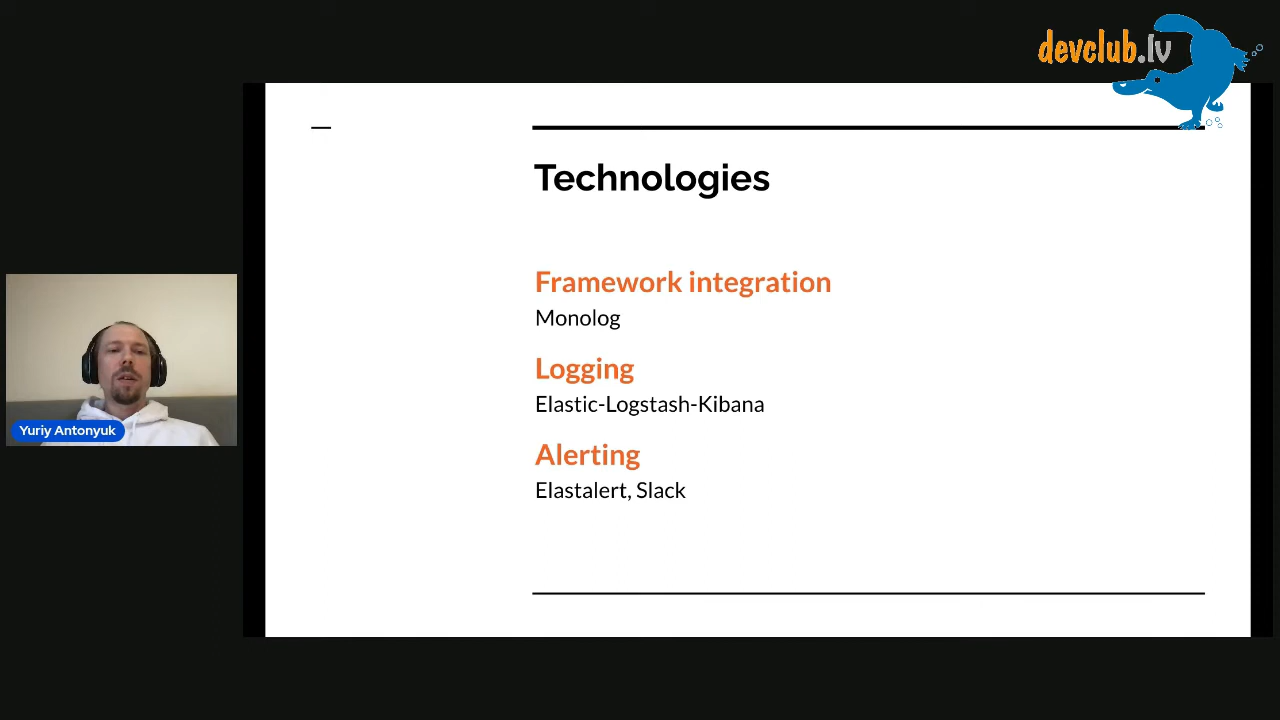 devclub.lv
Technologies
Framework integration
Monolog
Logging
Elastic-Logstash-Kibana
Alerting
Elastalert, Slack
Yuriy Antonyuk